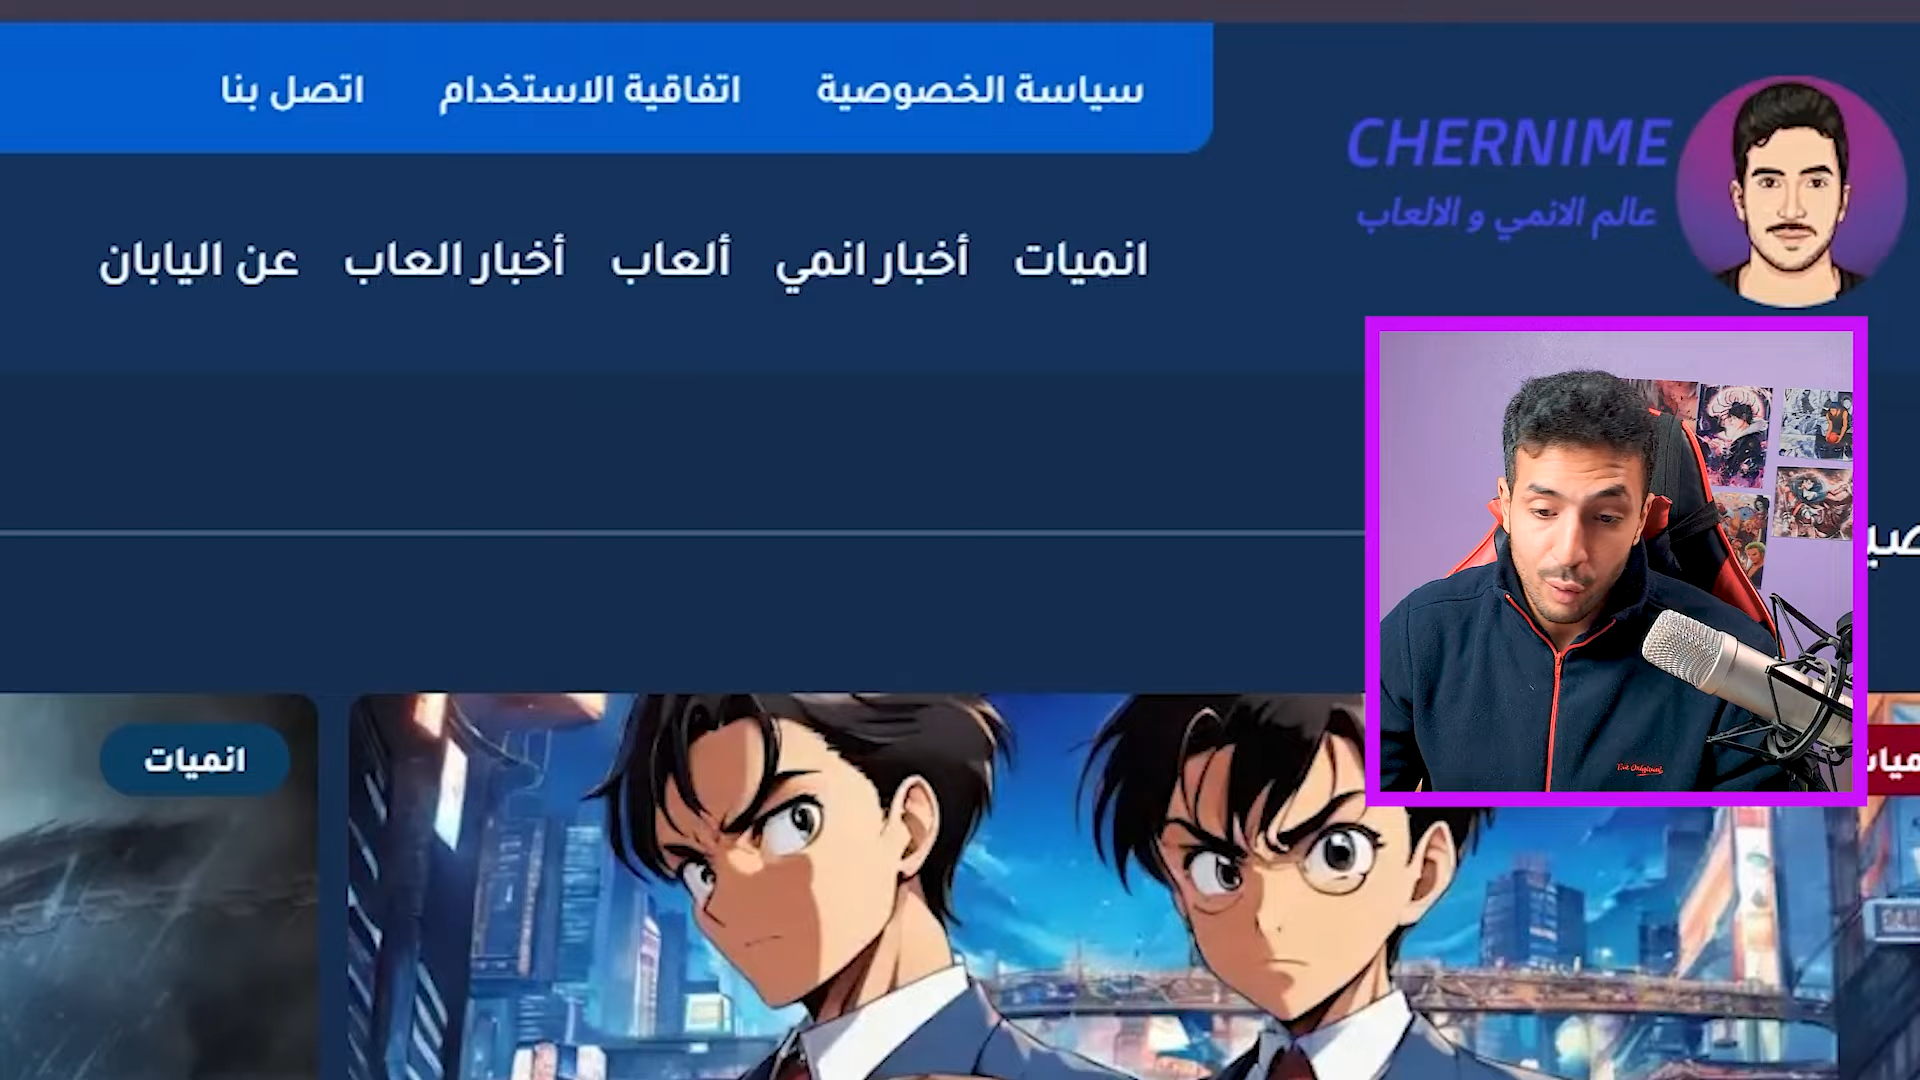 سياسة الخصوصية
اتفاقية الاستخدام
اتصل بنا
CHERNIME
عالم الانمي و الالعاب
انميات
أخبار انمي
ألعاب
أخبار العاب
عن اليابان
انميات